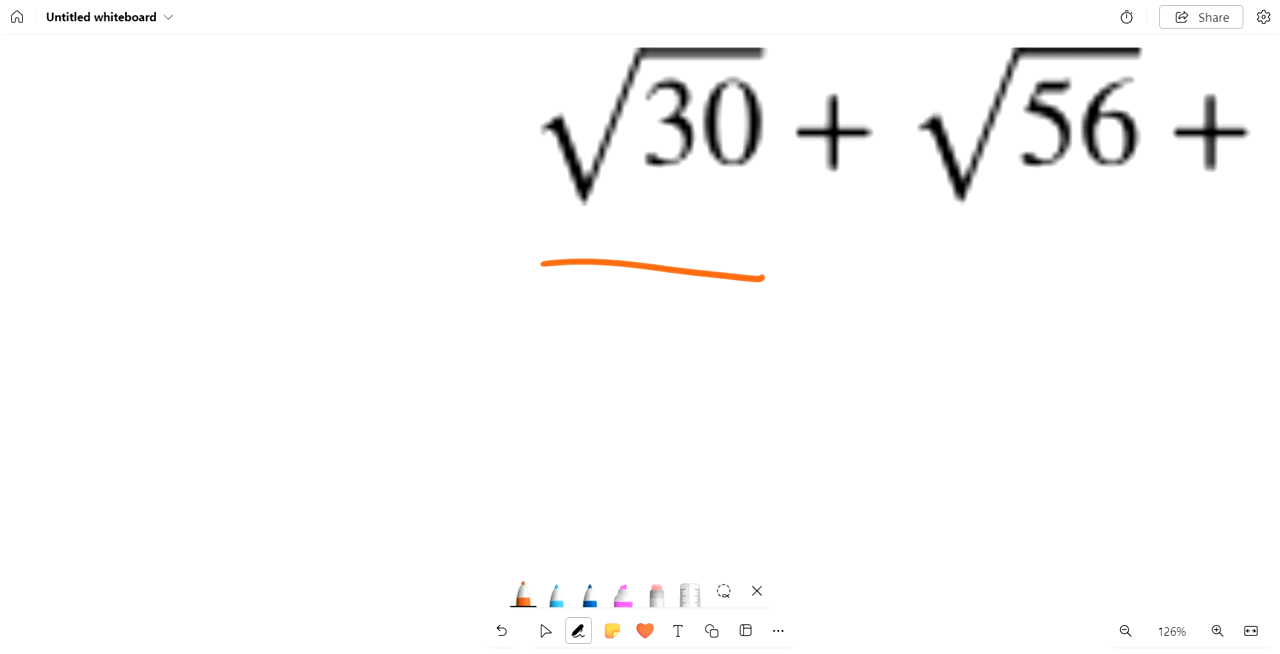 Untitled whiteboard
Share
√30 + √56 +
T
126%